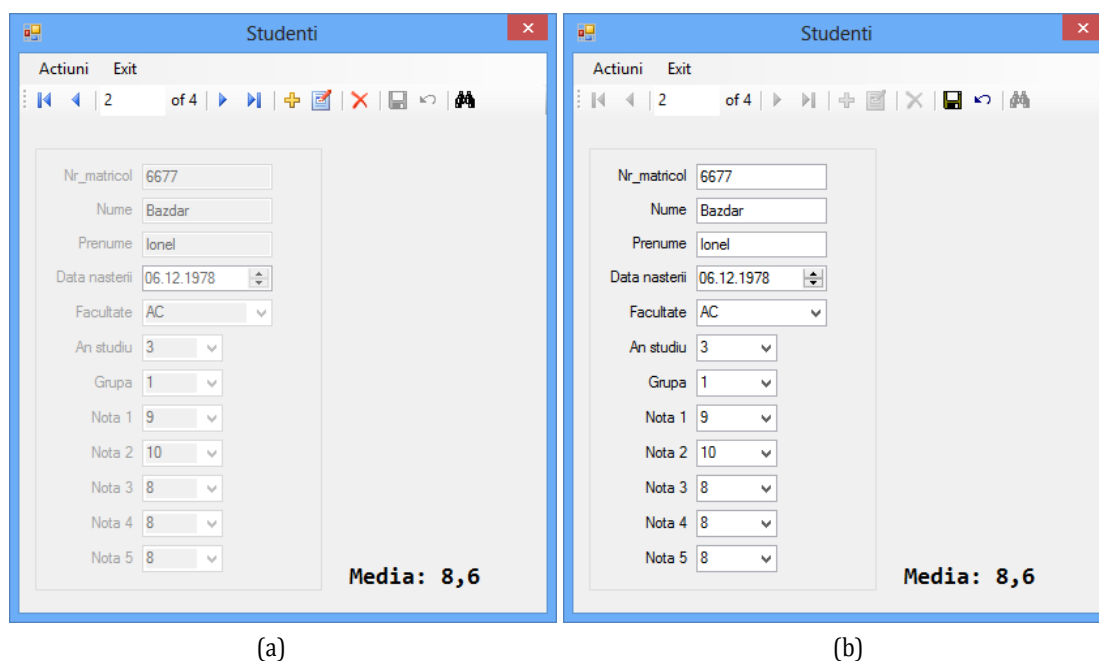 Studenti
Actiuni Exit
2 of 4
Nr_matricol 6677
Nume Bazdar
Prenume Ionel
Data nasterii 06.12.1978
Facultate AC
An studiu 3
Grupa 1
Nota 1 9
Nota 2 10
Nota 3 8
Nota 4 8
Nota 5 8
Media: 8,6
(a)
Studenti
Actiuni Exit
2 of 4
Nr_matricol 6677
Nume Bazdar
Prenume Ionel
Data nasterii 06.12.1978
Facultate AC
An studiu 3
Grupa 1
Nota 1 9
Nota 2 10
Nota 3 8
Nota 4 8
Nota 5 8
Media: 8,6
(b)